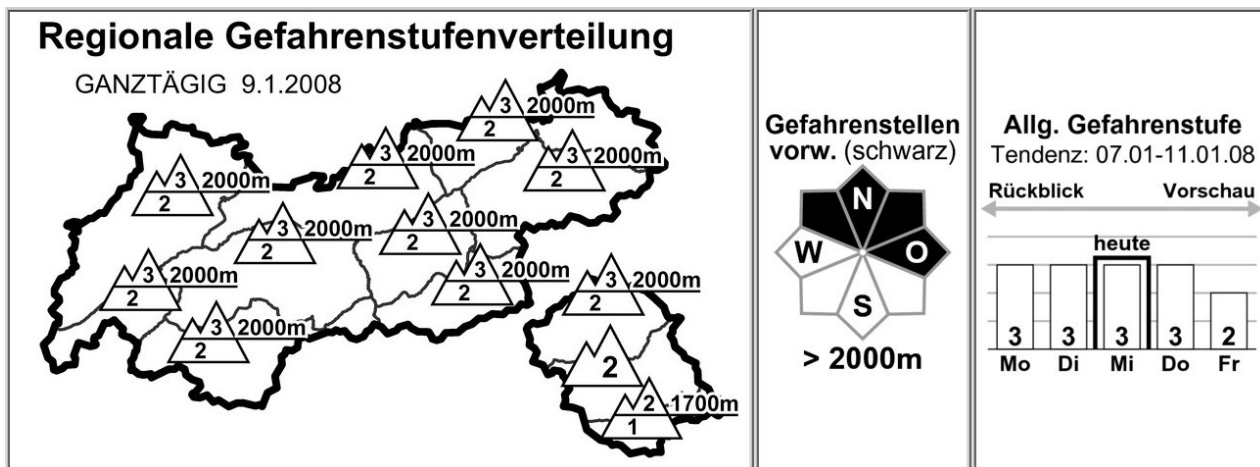 Regionale Gefahrenstufenverteilung
GANZTÄGIG 9.1.2008
3 2000m
2
3 2000m
2
3 2000m
2
3 2000m
2
3 2000m
2
3 2000m
2
3 2000m
2
3 2000m
2
3 2000m
2
3 2000m
2
3 2000m
2
2
2 1700m
1
Gefahrenstellen
vorw. (schwarz)
N
W O
S
> 2000m
Allg. Gefahrenstufe
Tendenz: 07.01-11.01.08
Rückblick Vorschau
heute
3 3 3 3 2
Mo Di Mi Do Fr